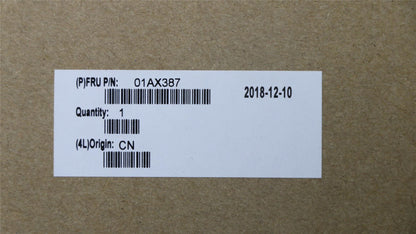 (P)FRU P/N: 01AX387
2018-12-10
Quantity: 1
(4L)Origin: CN